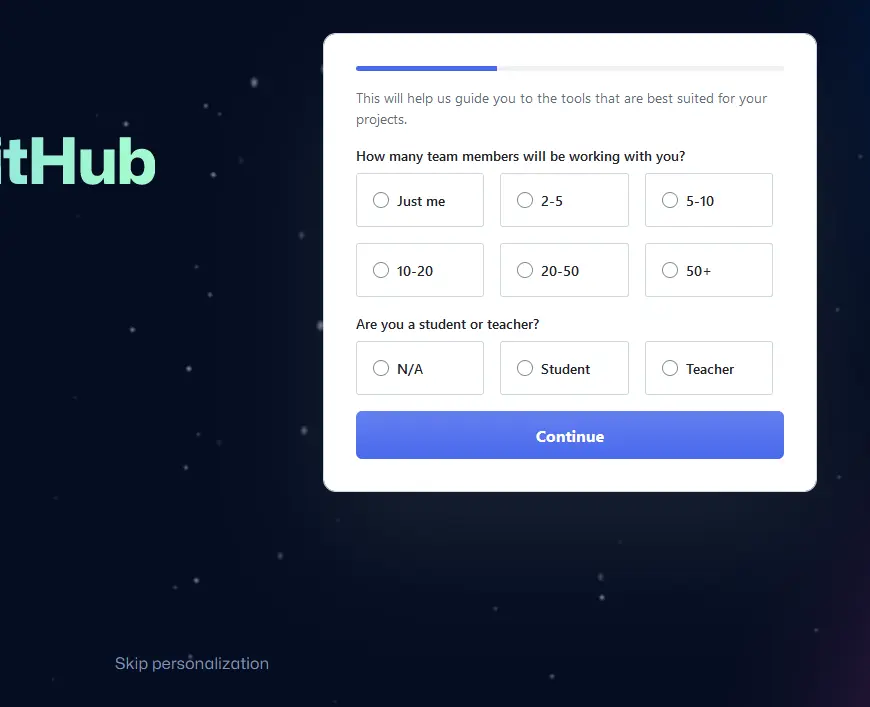 itHub
This will help us guide you to the tools that are best suited for your
projects.
How many team members will be working with you?
Just me
2-5
5-10
10-20
20-50
50+
Are you a student or teacher?
N/A
Student
Teacher
Continue
Skip personalization